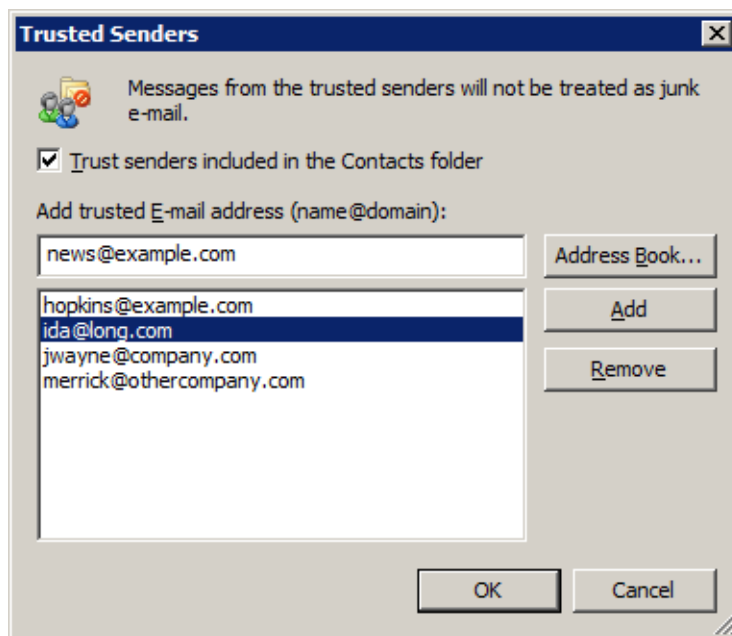 Trusted Senders
Messages from the trusted senders will not be treated as junk
e-mail.
Trust senders included in the Contacts folder
Add trusted E-mail address (name@domain):
news@example.com
Address Book...
hopkins@example.com
ida@long.com
jwayne@company.com
merrick@othercompany.com
Add
Remove
OK
Cancel